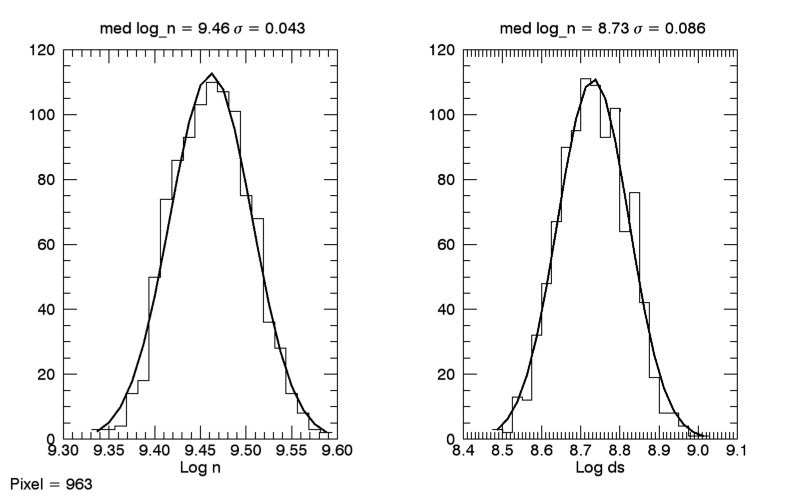 med log_n = 9.46 σ = 0.043
120
100
80
60
40
20
0
9.30 9.35 9.40 9.45 9.50 9.55 9.60
Log n
med log_n = 8.73 σ = 0.086
120
100
80
60
40
20
0
8.4 8.5 8.6 8.7 8.8 8.9 9.0 9.1
Log ds
Pixel = 963